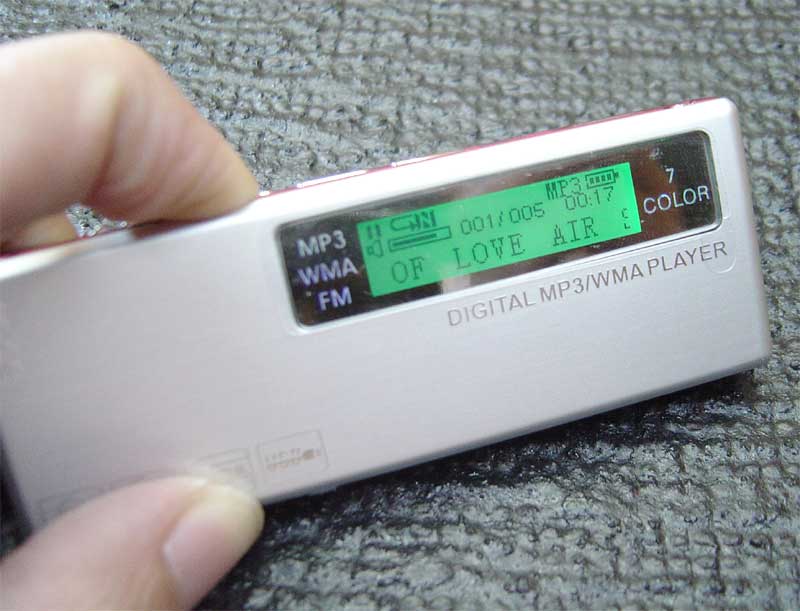 MP3
WMA
FM
MP3
001/005 00:17
OF LOVE AIR
7
COLOR
DIGITAL MP3/WMA PLAYER